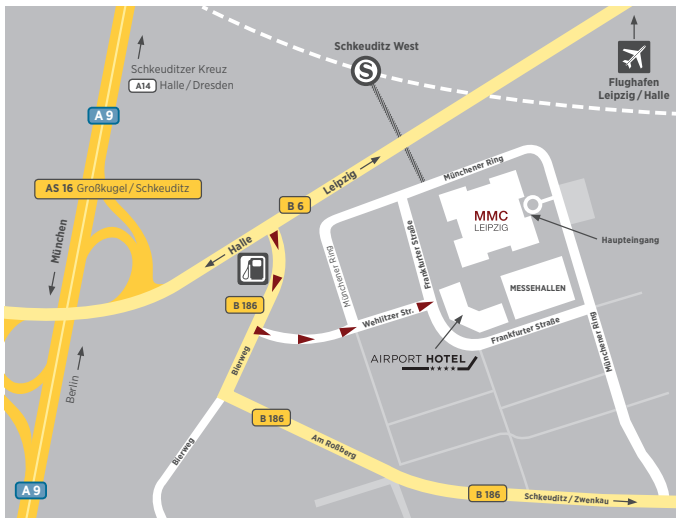 Schkeuditz West
S
Flughafen
Leipzig / Halle
Schkeuditzer Kreuz
A14 Halle / Dresden
A 9
AS 16 Großkugel / Schkeuditz
Leipzig
B 6
Halle
München
Münchener Ring
MMC
LEIPZIG
Haupteingang
Münchener Ring
Frankfurter Straße
MESSEHALLEN
B 186
Wehlitzer Str.
Frankfurter Straße
Münchener Ring
AIRPORT HOTEL
Bierweg
Berlin
B 186
Am Roßberg
Bierweg
A 9
B 186
Schkeuditz / Zwenkau